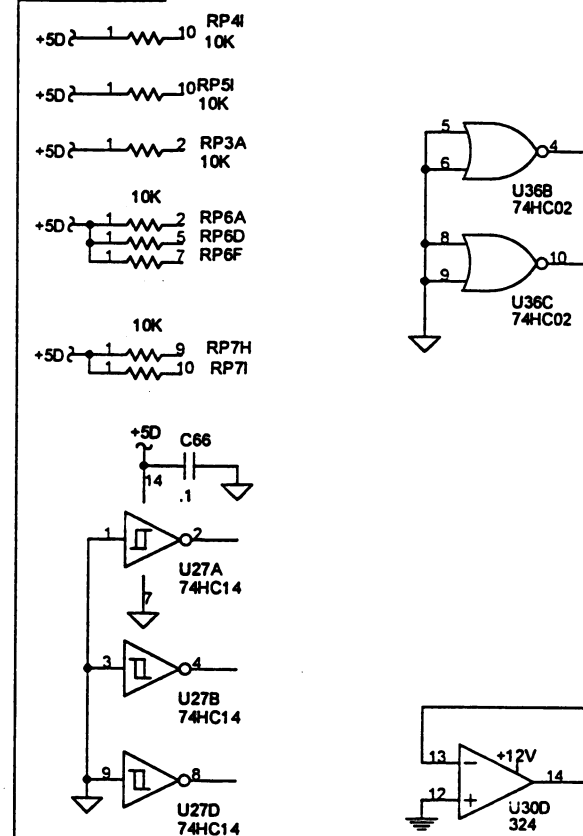 +5D 1 10 RP4I
10K
+5D 1 10 RP5I
10K
+5D 1 2 RP3A
10K
10K
+5D 1 2 RP6A
1 5 RP6D
1 7 RP6F
10K
+5D 1 9 RP7H
1 10 RP7I
+5D
C66
14
.1
1 2
U27A
74HC14
7
3 4
U27B
74HC14
9 8
U27D
74HC14
5 4
6
U36B
74HC02
8 10
9
U36C
74HC02
13 +12V
14
12
U30D
324